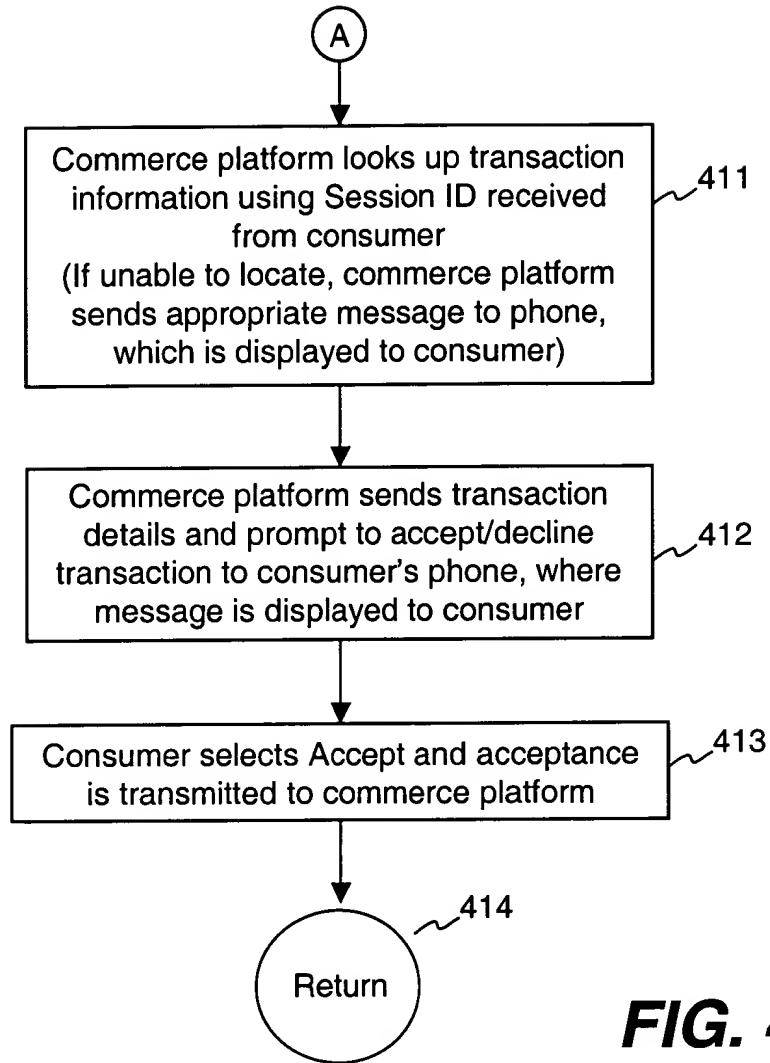 A
Commerce platform looks up transaction
information using Session ID received
from consumer
(If unable to locate, commerce platform
sends appropriate message to phone,
which is displayed to consumer)
411
Commerce platform sends transaction
details and prompt to accept/decline
transaction to consumer's phone, where
message is displayed to consumer
412
Consumer selects Accept and acceptance
is transmitted to commerce platform
413
414
Return
FIG.